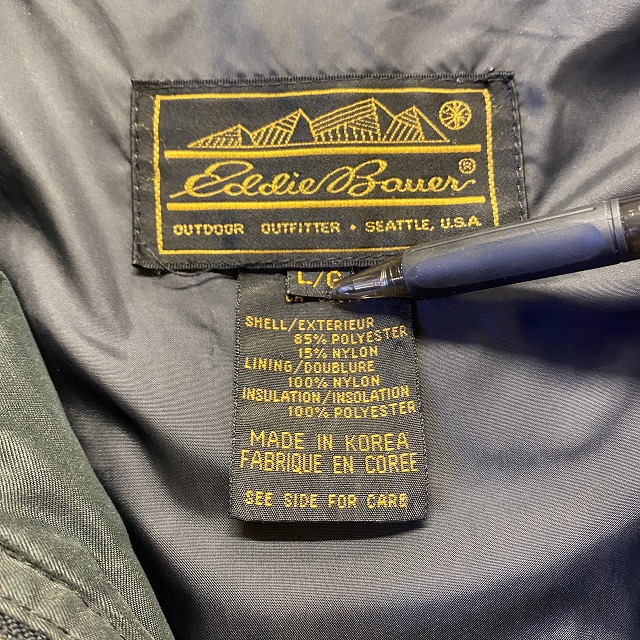 Eddie Bauer®
OUTDOOR OUTFITTER • SEATTLE, U.S.A.
L/G
SHELL/EXTERIEUR
85% POLYESTER
15% NYLON
LINING/DOUBLURE
100% NYLON
INSULATION/INSOLATION
100% POLYESTER
MADE IN KOREA
FABRIQUE EN COREE
SEE SIDE FOR CARE